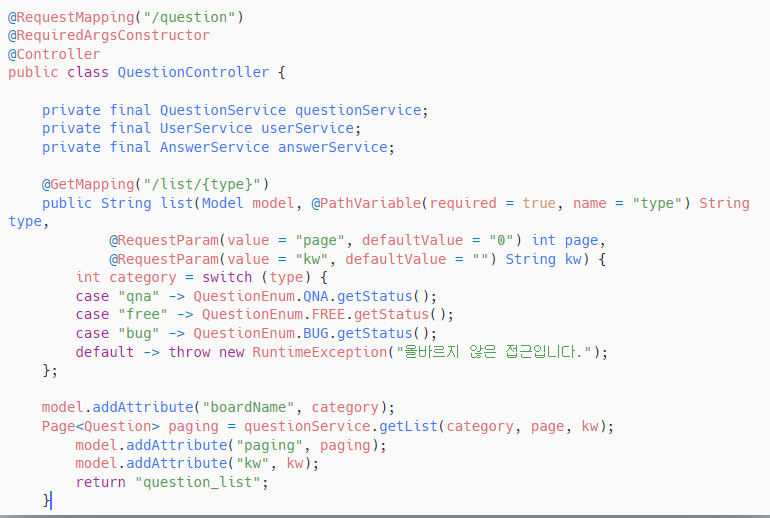 @RequestMapping("/question")
@RequiredArgsConstructor
@Controller
public class QuestionController {
private final QuestionService questionService;
private final UserService userService;
private final AnswerService answerService;
@GetMapping("/list/{type}")
public String list(Model model, @PathVariable(required = true, name = "type") String
type,
@RequestParam(value = "page", defaultValue = "0") int page,
@RequestParam(value = "kw", defaultValue = "") String kw) {
int category = switch (type) {
case "qna" -> QuestionEnum.QNA.getStatus();
case "free" -> QuestionEnum.FREE.getStatus();
case "bug" -> QuestionEnum.BUG.getStatus();
default -> throw new RuntimeException("올바르지 않은 접근입니다.");
};
model.addAttribute("boardName", category);
Page<Question> paging = questionService.getList(category, page, kw);
model.addAttribute("paging", paging);
model.addAttribute("kw", kw);
return "question_list";
}